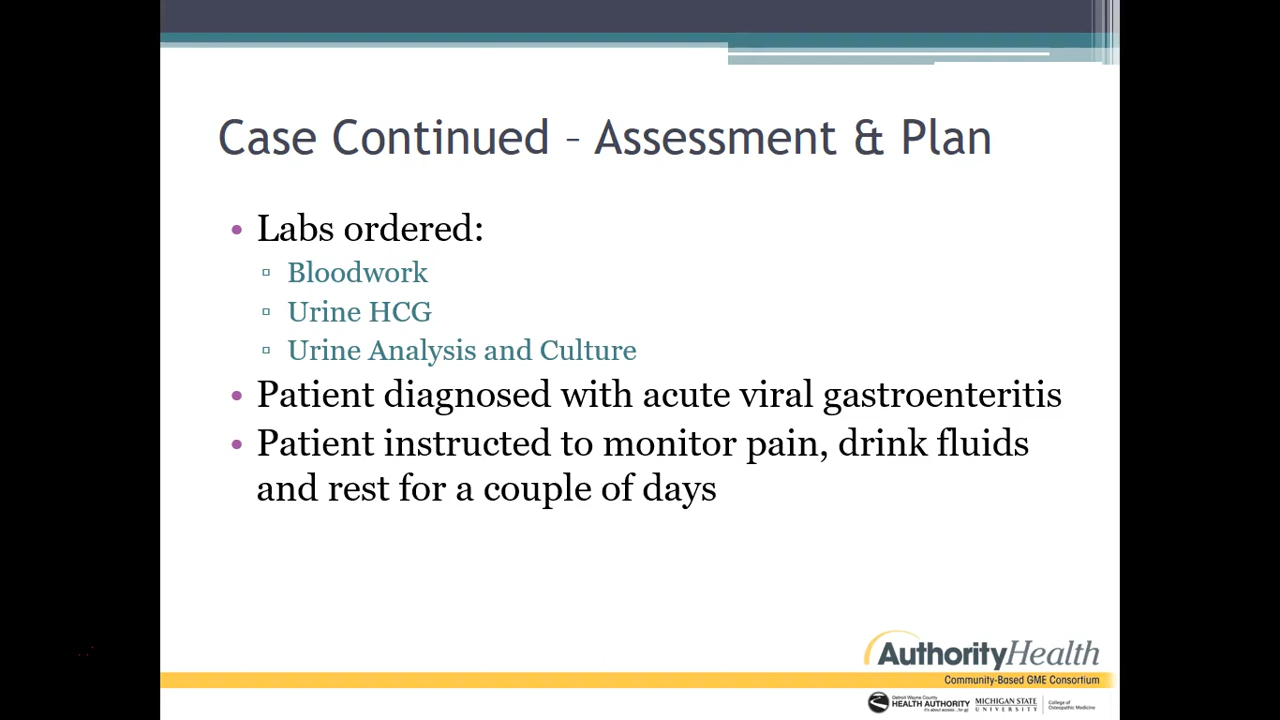 Case Continued – Assessment & Plan
• Labs ordered:
▫ Bloodwork
▫ Urine HCG
▫ Urine Analysis and Culture
• Patient diagnosed with acute viral gastroenteritis
• Patient instructed to monitor pain, drink fluids
and rest for a couple of days
AuthorityHealth
Community-Based GME Consortium
Detroit Wayne County
HEALTH AUTHORITY
MICHIGAN STATE
UNIVERSITY
College of
Osteopathic Medicine